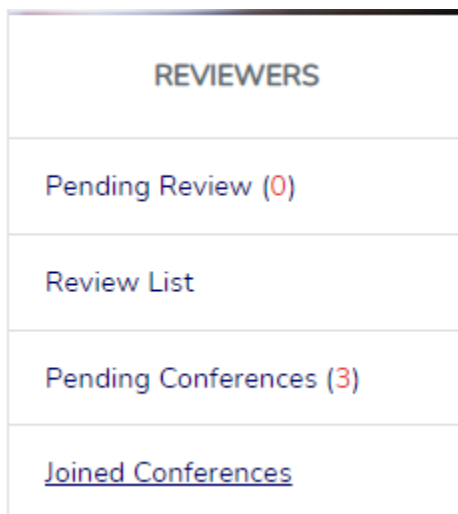 REVIEWERS
Pending Review (0)
Review List
Pending Conferences (3)
Joined Conferences